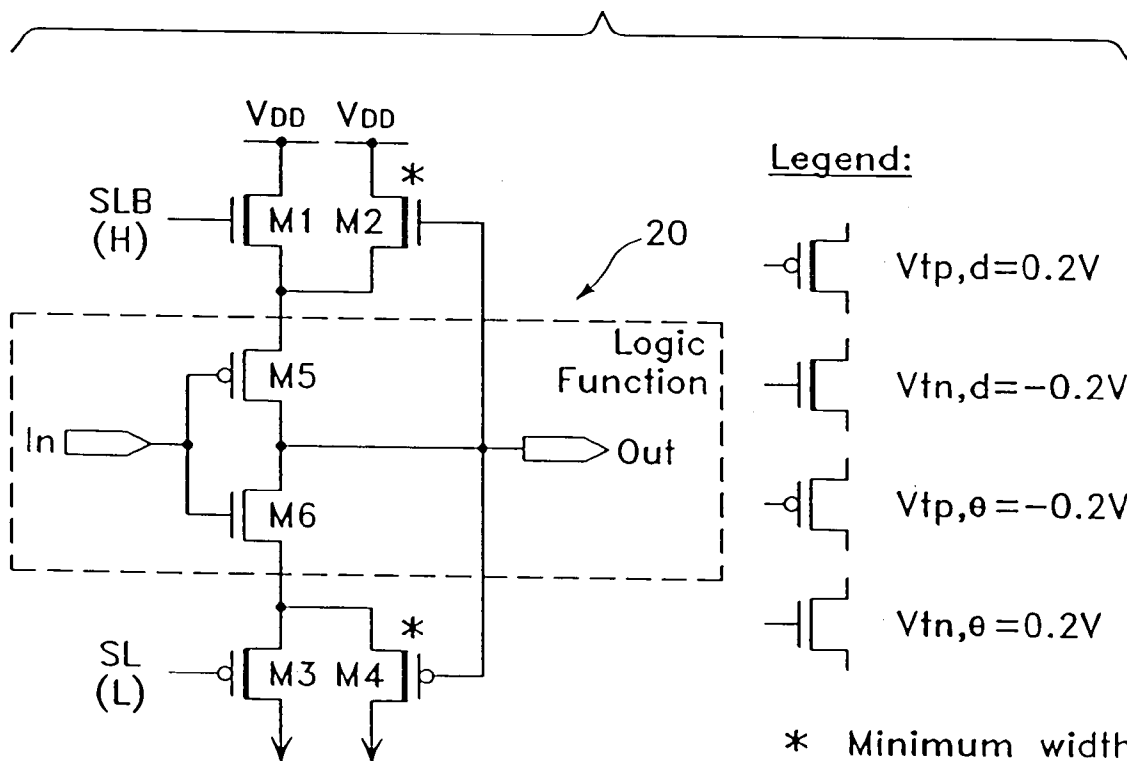 VDD VDD
*
SLB
(H)
M1 M2
20
Logic
Function
M5
In
Out
M6
*
SL
(L)
M3 M4
Legend:
Vtp,d=0.2V
Vtn,d=-0.2V
Vtp,θ=-0.2V
Vtn,θ=0.2V
* Minimum width